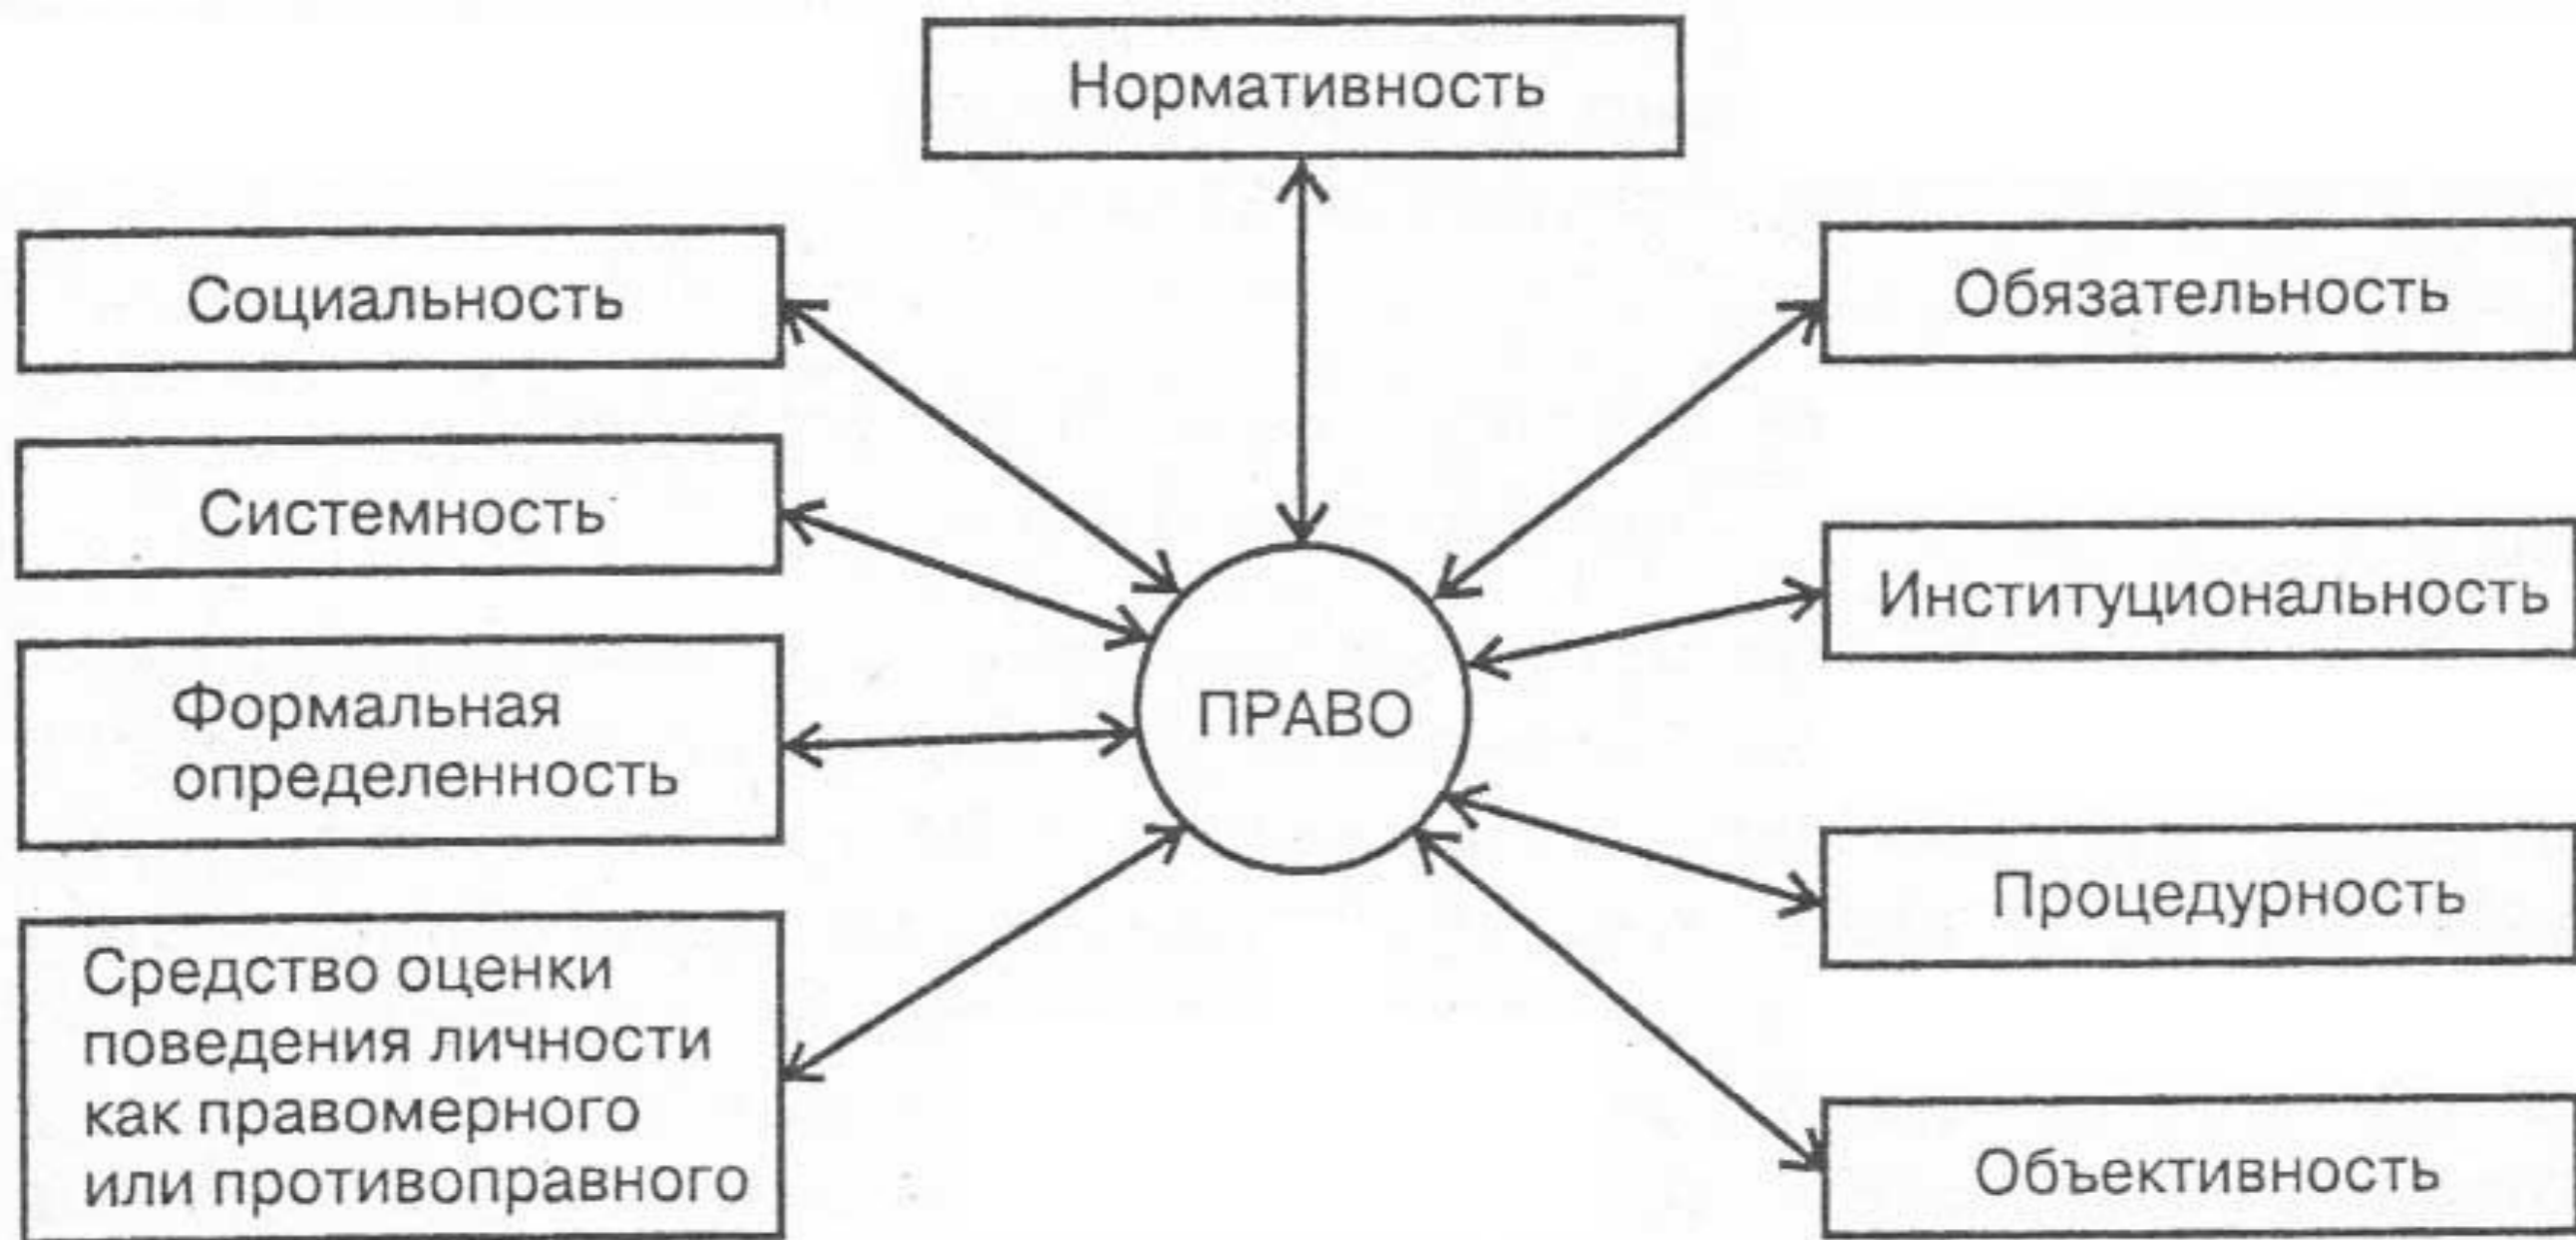 Нормативность
Социальность
Обязательность
Системность
Институциональность
Формальная
определенность
ПРАВО
Процедурность
Средство оценки
поведения личности
как правомерного
или противоправного
Объективность